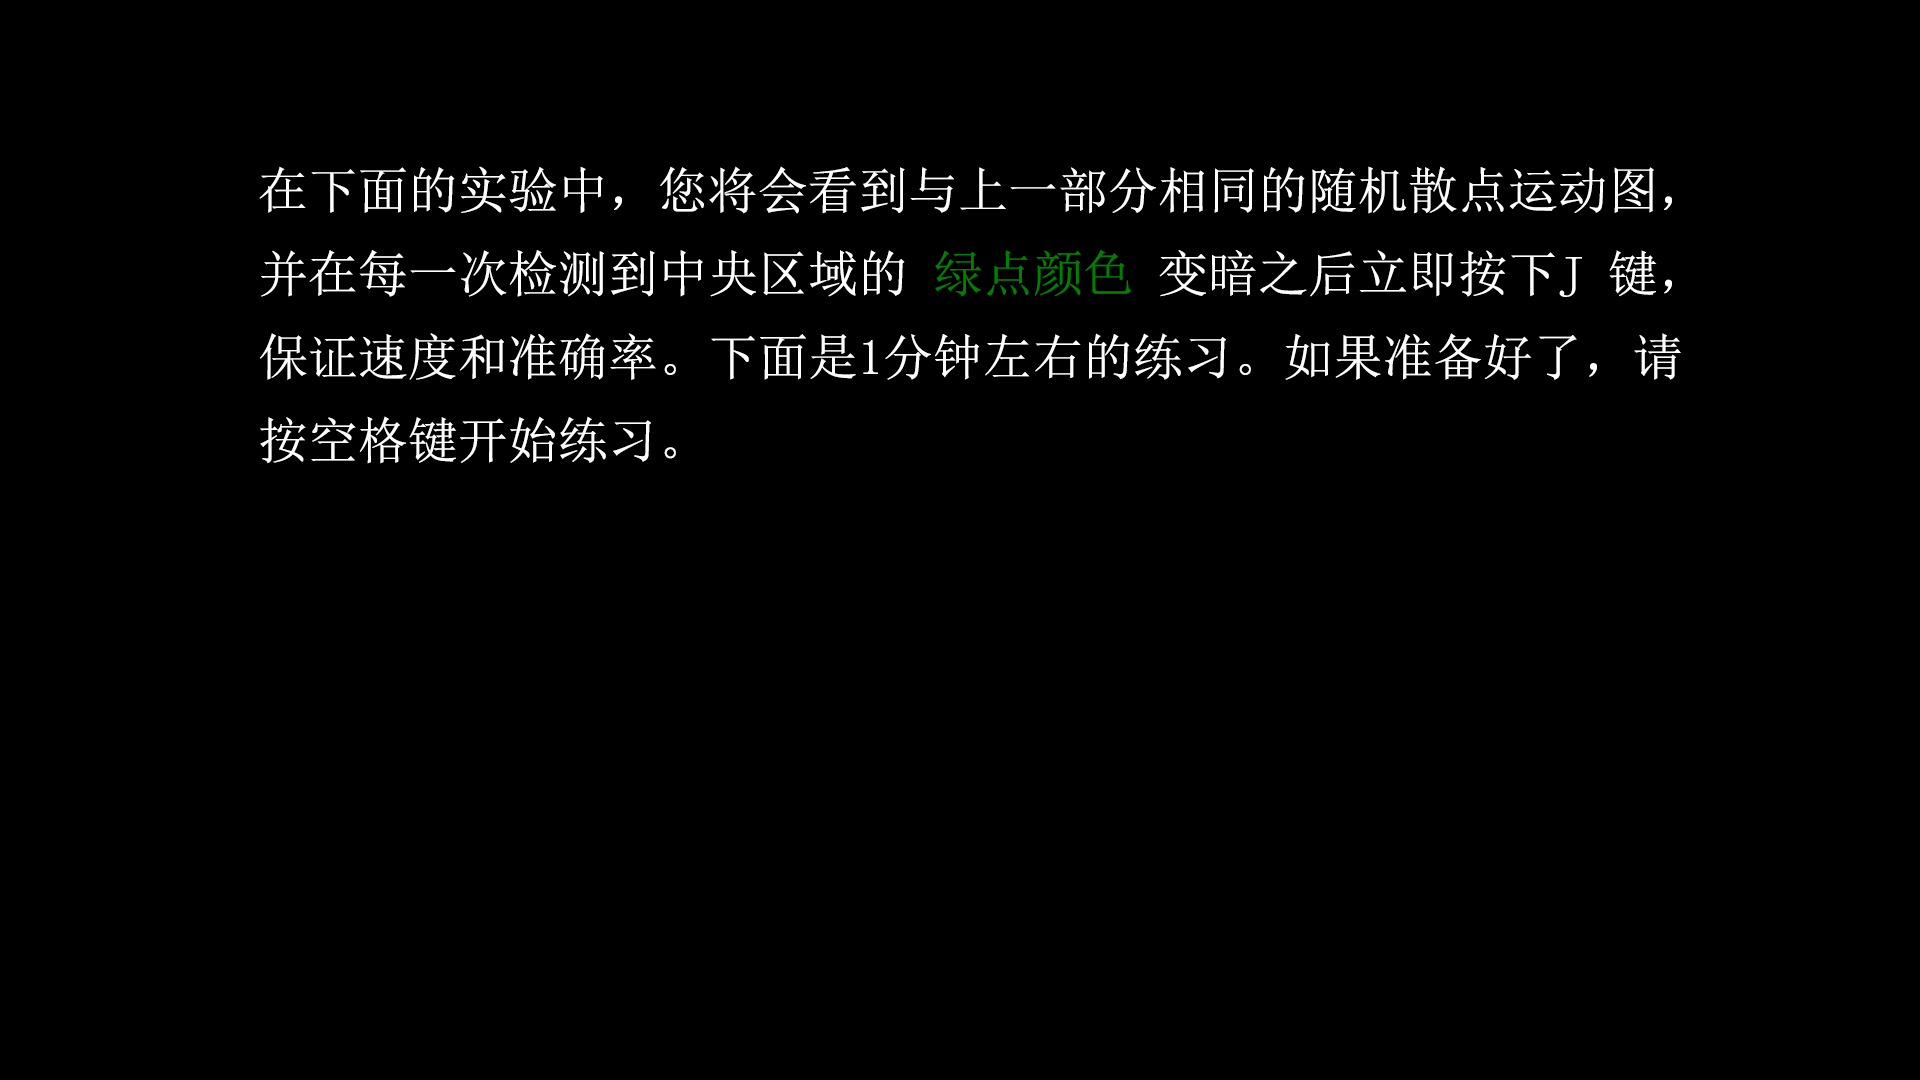 在下面的实验中，您将会看到与上一部分相同的随机散点运动图，
并在每一次检测到中央区域的 绿点颜色 变暗之后立即按下J 键，
保证速度和准确率。下面是1分钟左右的练习。如果准备好了，请
按空格键开始练习。